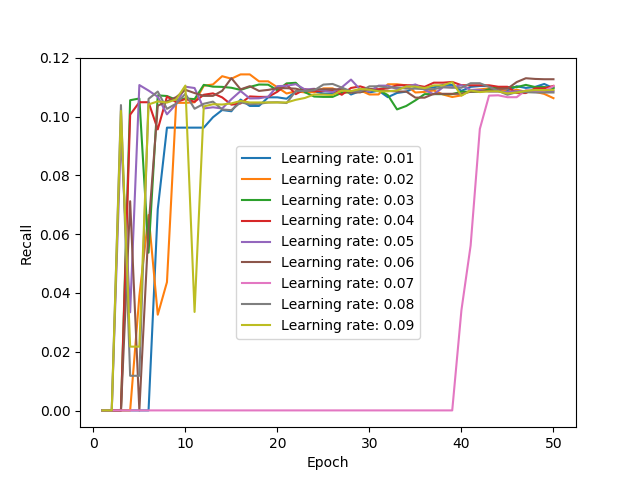 0.12
0.10
0.08
0.06
0.04
0.02
0.00
Recall
Learning rate: 0.01
Learning rate: 0.02
Learning rate: 0.03
Learning rate: 0.04
Learning rate: 0.05
Learning rate: 0.06
Learning rate: 0.07
Learning rate: 0.08
Learning rate: 0.09
0 10 20 30 40 50
Epoch